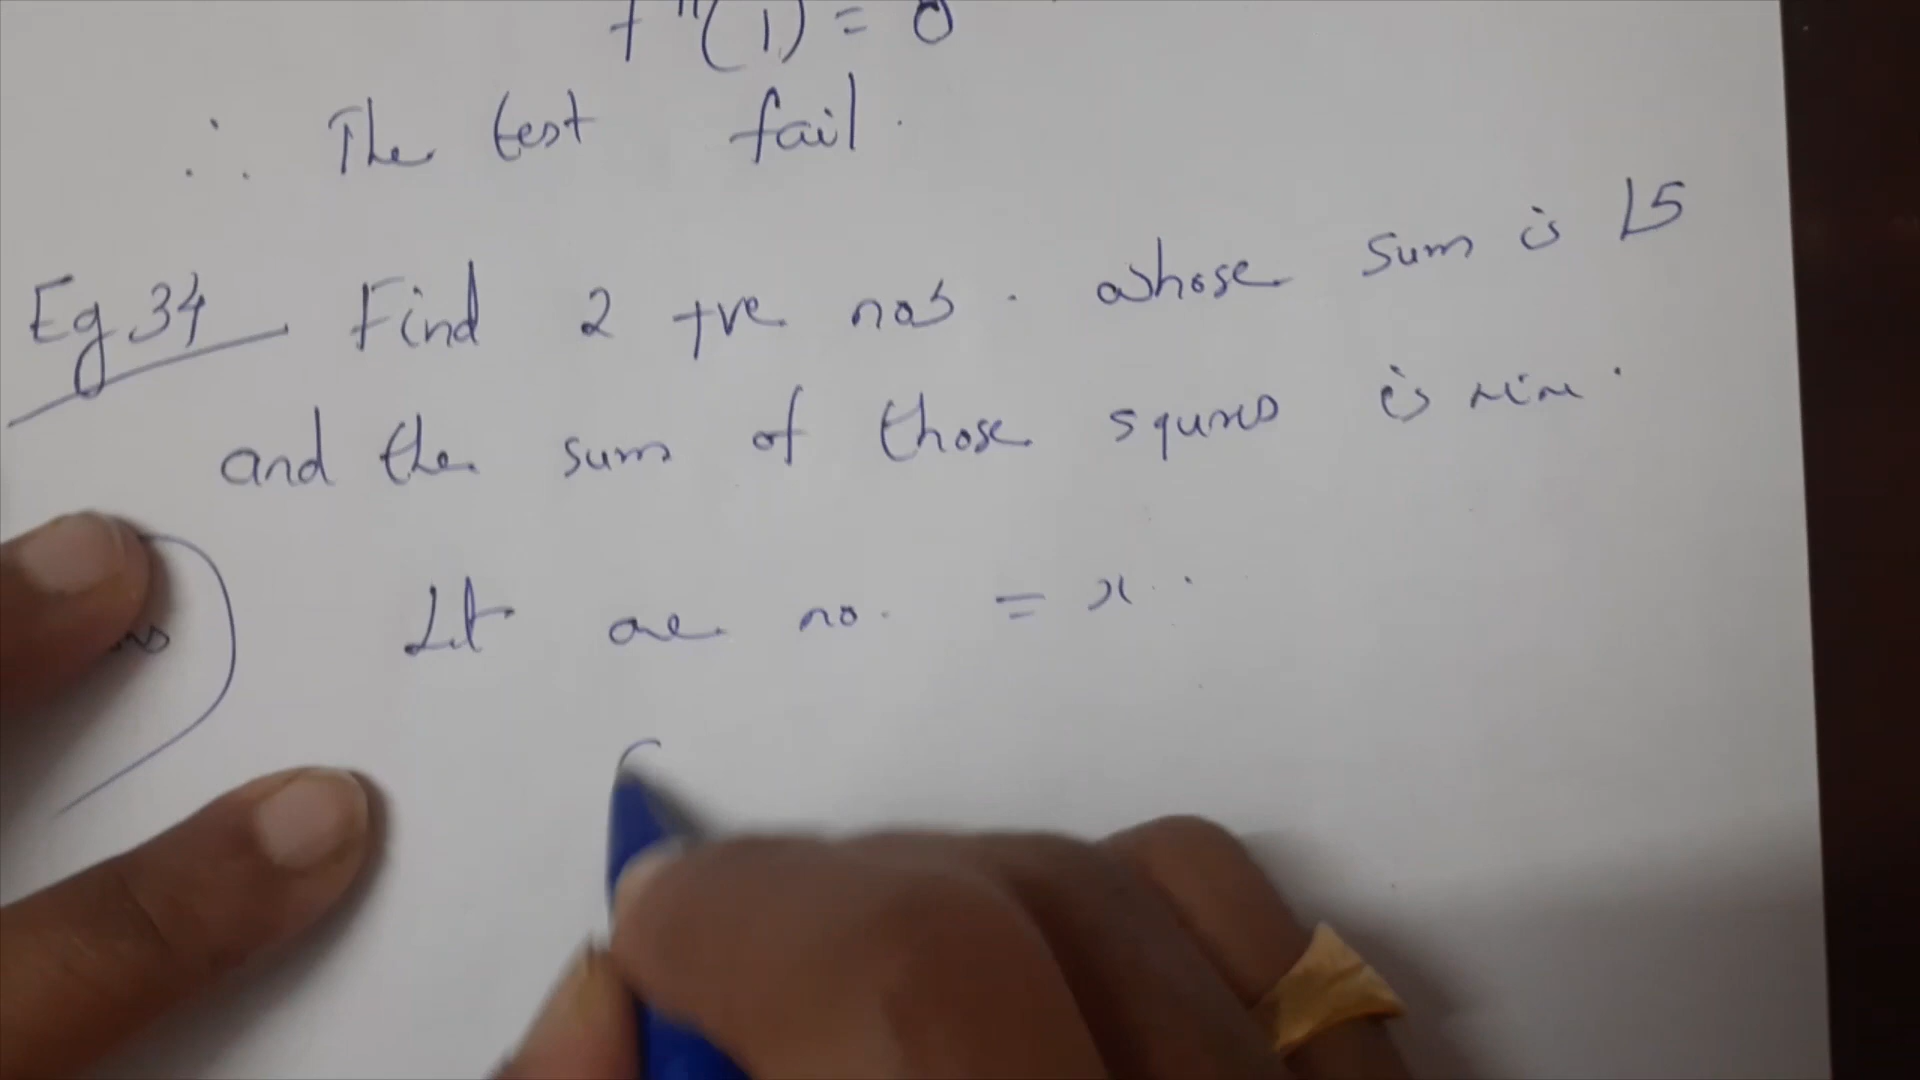 f"(1) = 0
∴ The test fail.
Eg 34 Find 2 +ve nos. whose sum is 15
and the sum of those squres is min.
Let one no. = x.